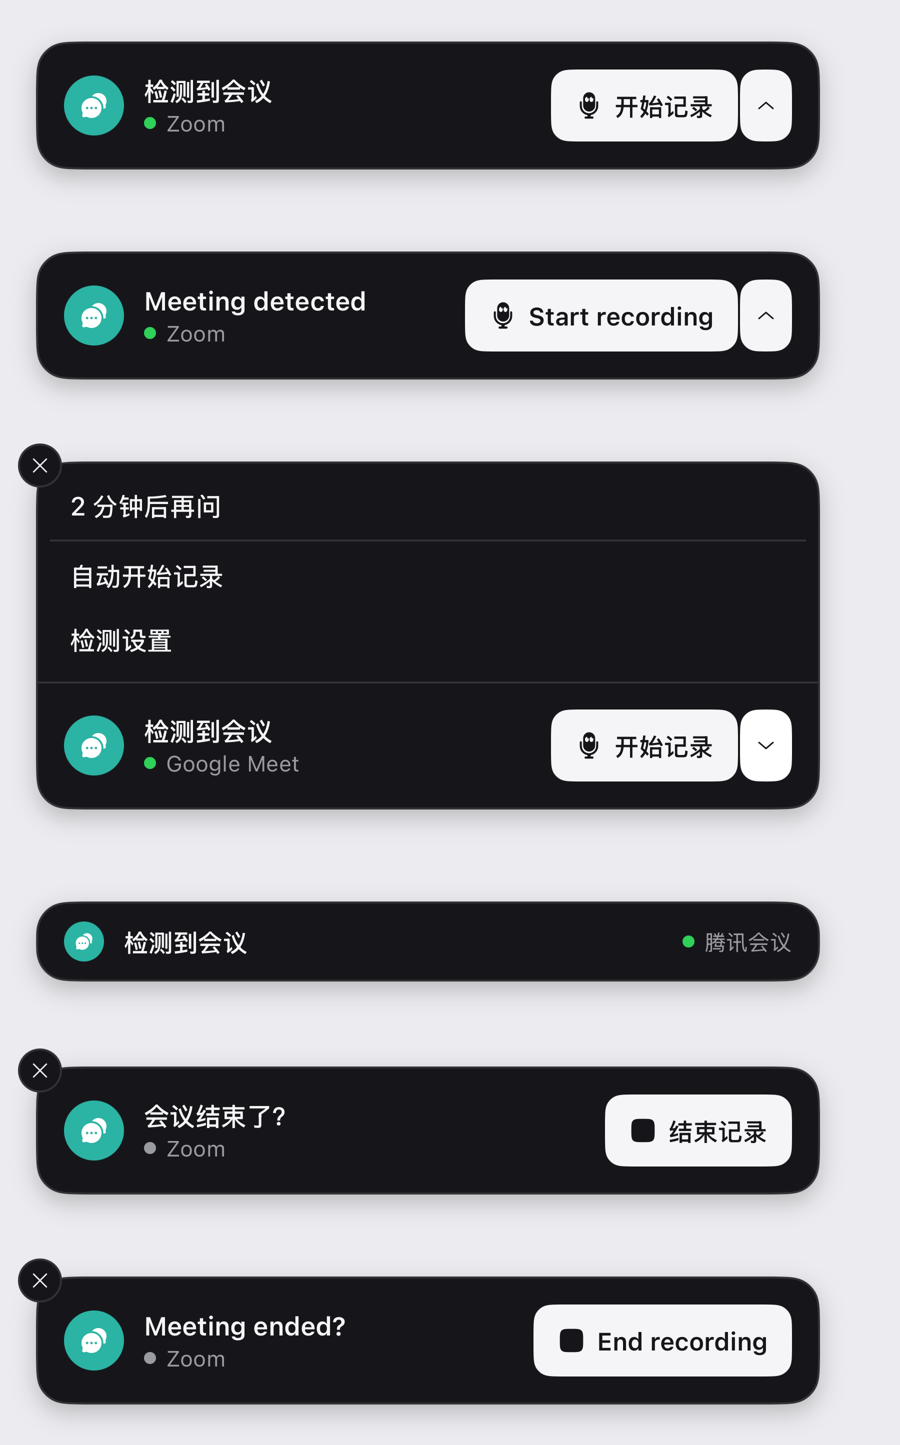 检测到会议
Zoom
开始记录
Meeting detected
Zoom
Start recording
2 分钟后再问
自动开始记录
检测设置
检测到会议
Google Meet
开始记录
检测到会议
腾讯会议
会议结束了?
Zoom
结束记录
Meeting ended?
Zoom
End recording